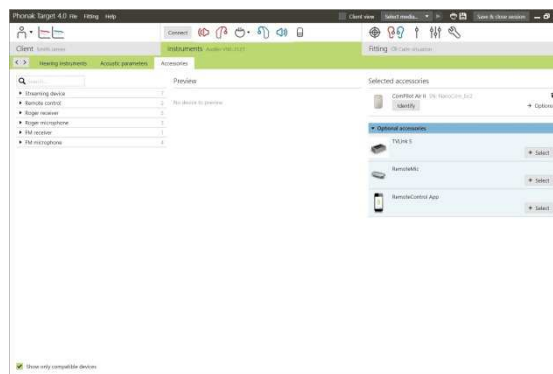 Phonak Target 4.0 File Fitting Help
Client view Select media... Save & close session
Connect
Client
Instruments
Fitting
Hearing instruments Acoustic parameters Accessories
Search...
Streaming device 7
Remote control
Roger receiver
Roger microphone
FM receiver
FM microphone 4
Preview
No device to preview
Selected accessories
ComPilot Air II
Identify
Options
Optional accessories
TVLink S
Select
RemoteMic
Select
RemoteControl App
Select
Show only compatible devices